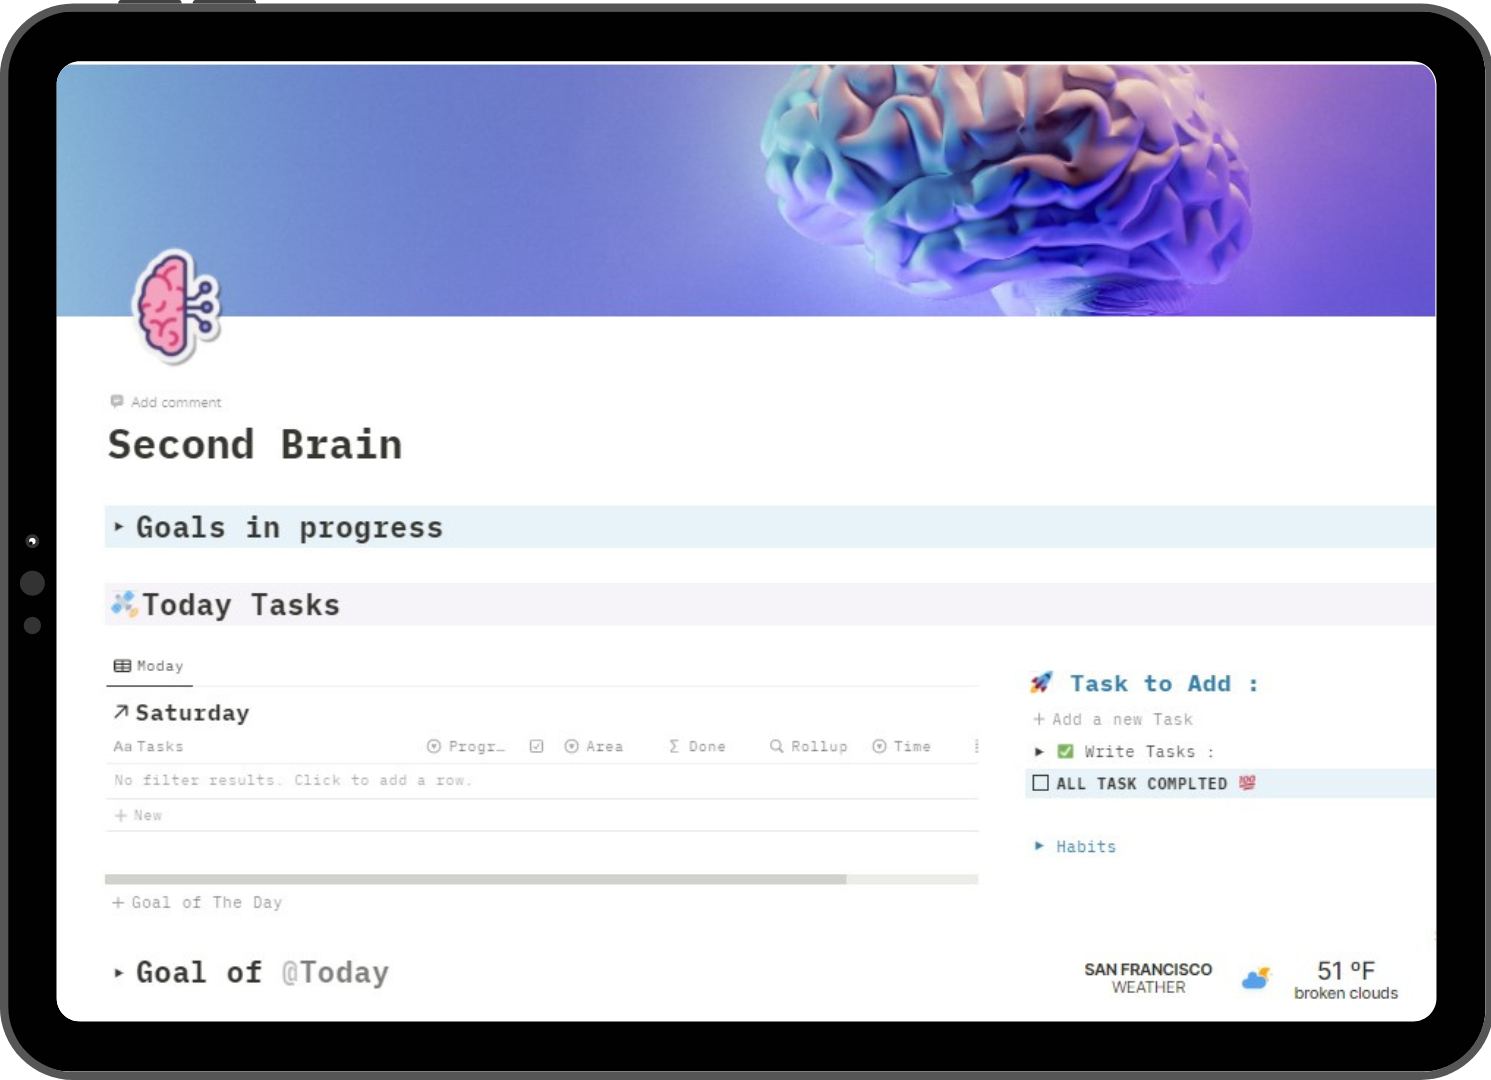 Add comment
Second Brain
Goals in progress
Today Tasks
Moday
Saturday
Aa Tasks Progr… Area Σ Done Rollup Time
No filter results. Click to add a row.
+ New
+ Goal of The Day
Goal of @Today
🚀 Task to Add :
+ Add a new Task
✅ Write Tasks :
ALL TASK COMPLTED 💯
Habits
SAN FRANCISCO
WEATHER
51 ºF
broken clouds